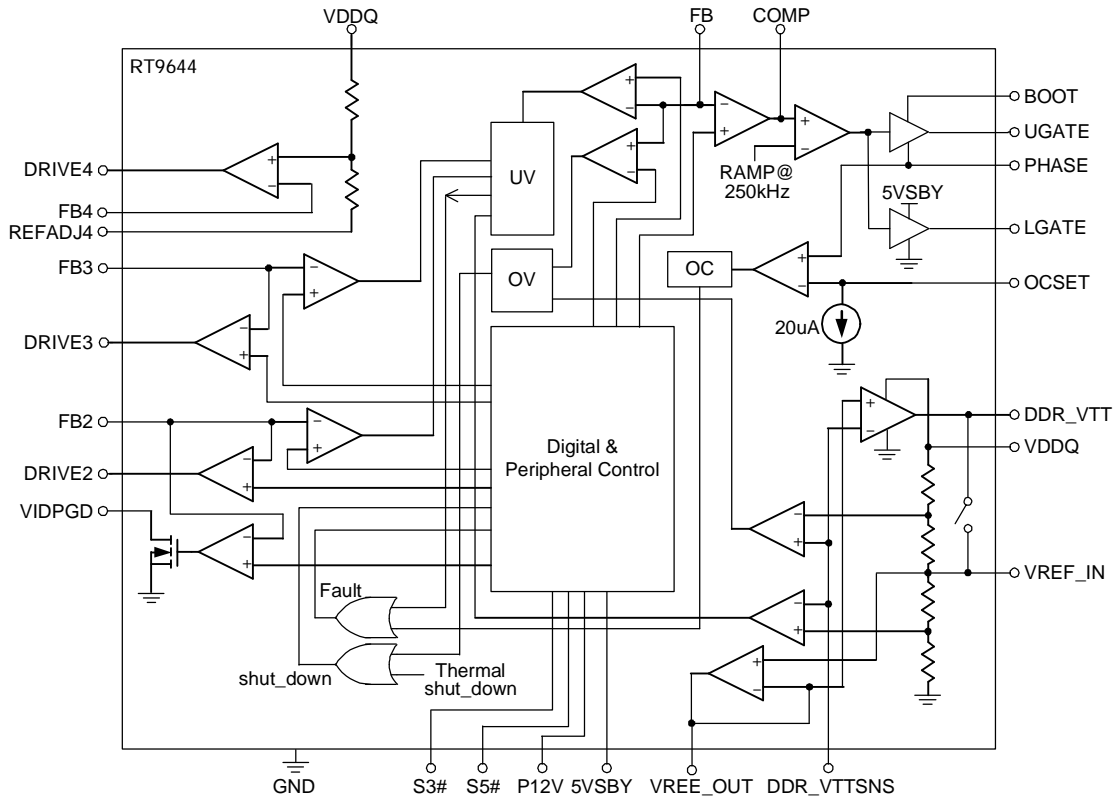 VDDQ
FB
COMP
RT9644
BOOT
UGATE
PHASE
5VSBY
LGATE
OCSET
RAMP@
250kHz
DRIVE4
FB4
REFADJ4
FB3
DRIVE3
FB2
DRIVE2
VIDPGD
+
−
+
−
+
−
+
−
+
−
+
−
+
−
+
−
+
−
+
−
+
−
+
−
+
−
+
−
+
−
+
−
UV
OV
OC
20uA
Digital &
Peripheral Control
DDR_VTT
VDDQ
VREF_IN
Fault
shut_down
Thermal
shut_down
GND
S3#
S5#
P12V
5VSBY
VREE_OUT
DDR_VTTSNS